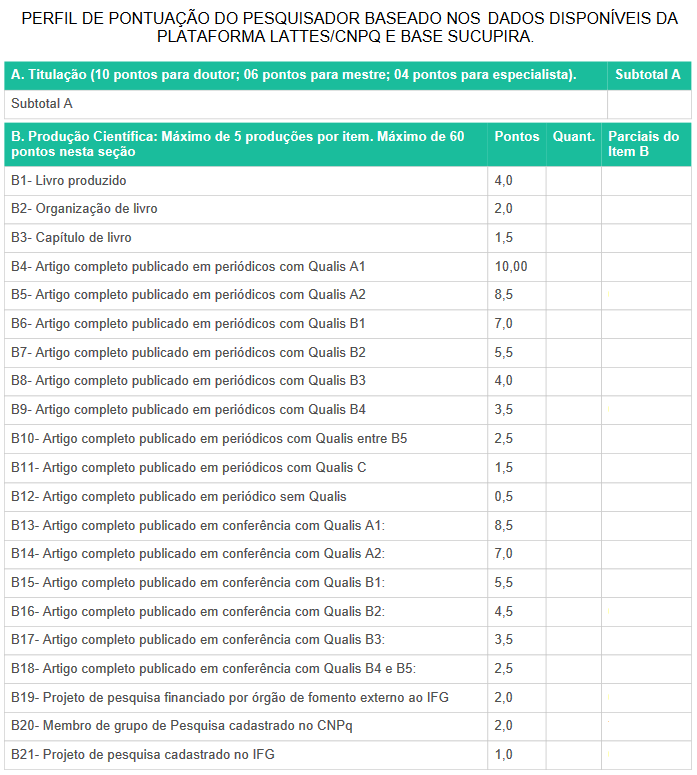 PERFIL DE PONTUAÇÃO DO PESQUISADOR BASEADO NOS DADOS DISPONÍVEIS DA
PLATAFORMA LATTES/CNPQ E BASE SUCUPIRA.
A. Titulação (10 pontos para doutor; 06 pontos para mestre; 04 pontos para especialista). Subtotal A
Subtotal A
B. Produção Científica: Máximo de 5 produções por item. Máximo de 60 pontos nesta seção Pontos Quant. Parciais do Item B
B1- Livro produzido 4,0
B2- Organização de livro 2,0
B3- Capítulo de livro 1,5
B4- Artigo completo publicado em periódicos com Qualis A1 10,00
B5- Artigo completo publicado em periódicos com Qualis A2 8,5
B6- Artigo completo publicado em periódicos com Qualis B1 7,0
B7- Artigo completo publicado em periódicos com Qualis B2 5,5
B8- Artigo completo publicado em periódicos com Qualis B3 4,0
B9- Artigo completo publicado em periódicos com Qualis B4 3,5
B10- Artigo completo publicado em periódicos com Qualis entre B5 2,5
B11- Artigo completo publicado em periódicos com Qualis C 1,5
B12- Artigo completo publicado em periódico sem Qualis 0,5
B13- Artigo completo publicado em conferência com Qualis A1: 8,5
B14- Artigo completo publicado em conferência com Qualis A2: 7,0
B15- Artigo completo publicado em conferência com Qualis B1: 5,5
B16- Artigo completo publicado em conferência com Qualis B2: 4,5
B17- Artigo completo publicado em conferência com Qualis B3: 3,5
B18- Artigo completo publicado em conferência com Qualis B4 e B5: 2,5
B19- Projeto de pesquisa financiado por órgão de fomento externo ao IFG 2,0
B20- Membro de grupo de Pesquisa cadastrado no CNPq 2,0
B21- Projeto de pesquisa cadastrado no IFG 1,0